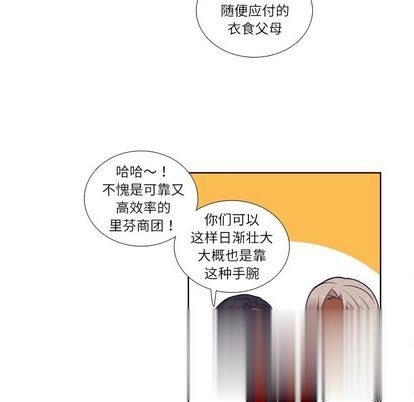 随便应付的
衣食父母
哈哈～！
不愧是可靠又
高效率的
里芬商团！
你们可以
这样日渐壮大
大概也是靠
这种手腕